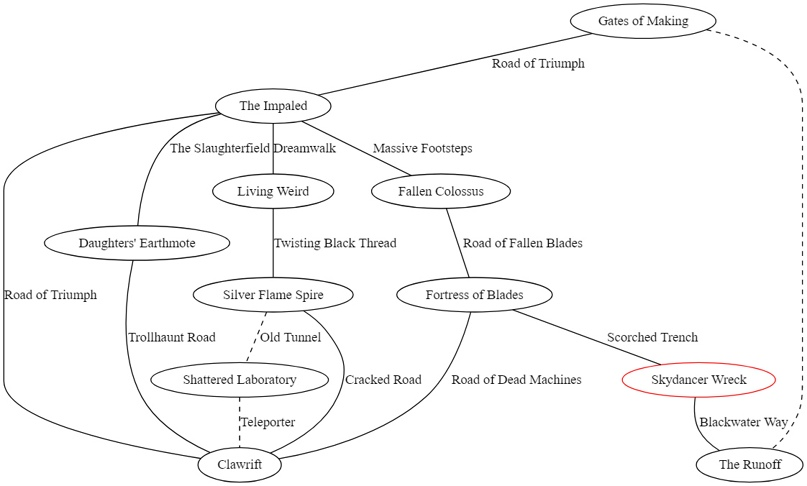 Gates of Making
Road of Triumph
The Impaled
The Slaughterfield
Dreamwalk
Massive Footsteps
Living Weird
Fallen Colossus
Daughters' Earthmote
Twisting Black Thread
Road of Fallen Blades
Road of Triumph
Silver Flame Spire
Fortress of Blades
Trollhaunt Road
Old Tunnel
Scorched Trench
Shattered Laboratory
Cracked Road
Road of Dead Machines
Skydancer Wreck
Teleporter
Blackwater Way
Clawrift
The Runoff